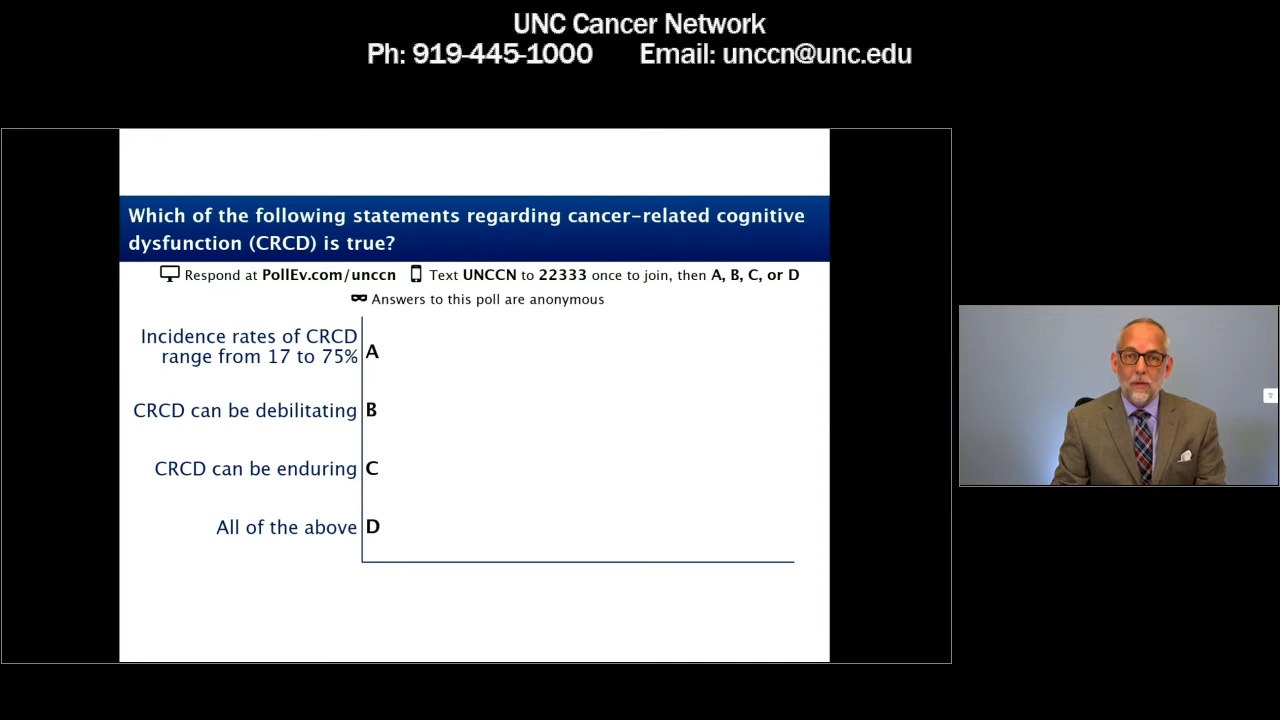 UNC Cancer Network
Ph: 919-445-1000 Email: unccn@unc.edu
Which of the following statements regarding cancer-related cognitive
dysfunction (CRCD) is true?
Respond at PollEv.com/unccn Text UNCCN to 22333 once to join, then A, B, C, or D
Answers to this poll are anonymous
Incidence rates of CRCD
range from 17 to 75% A
CRCD can be debilitating B
CRCD can be enduring C
All of the above D